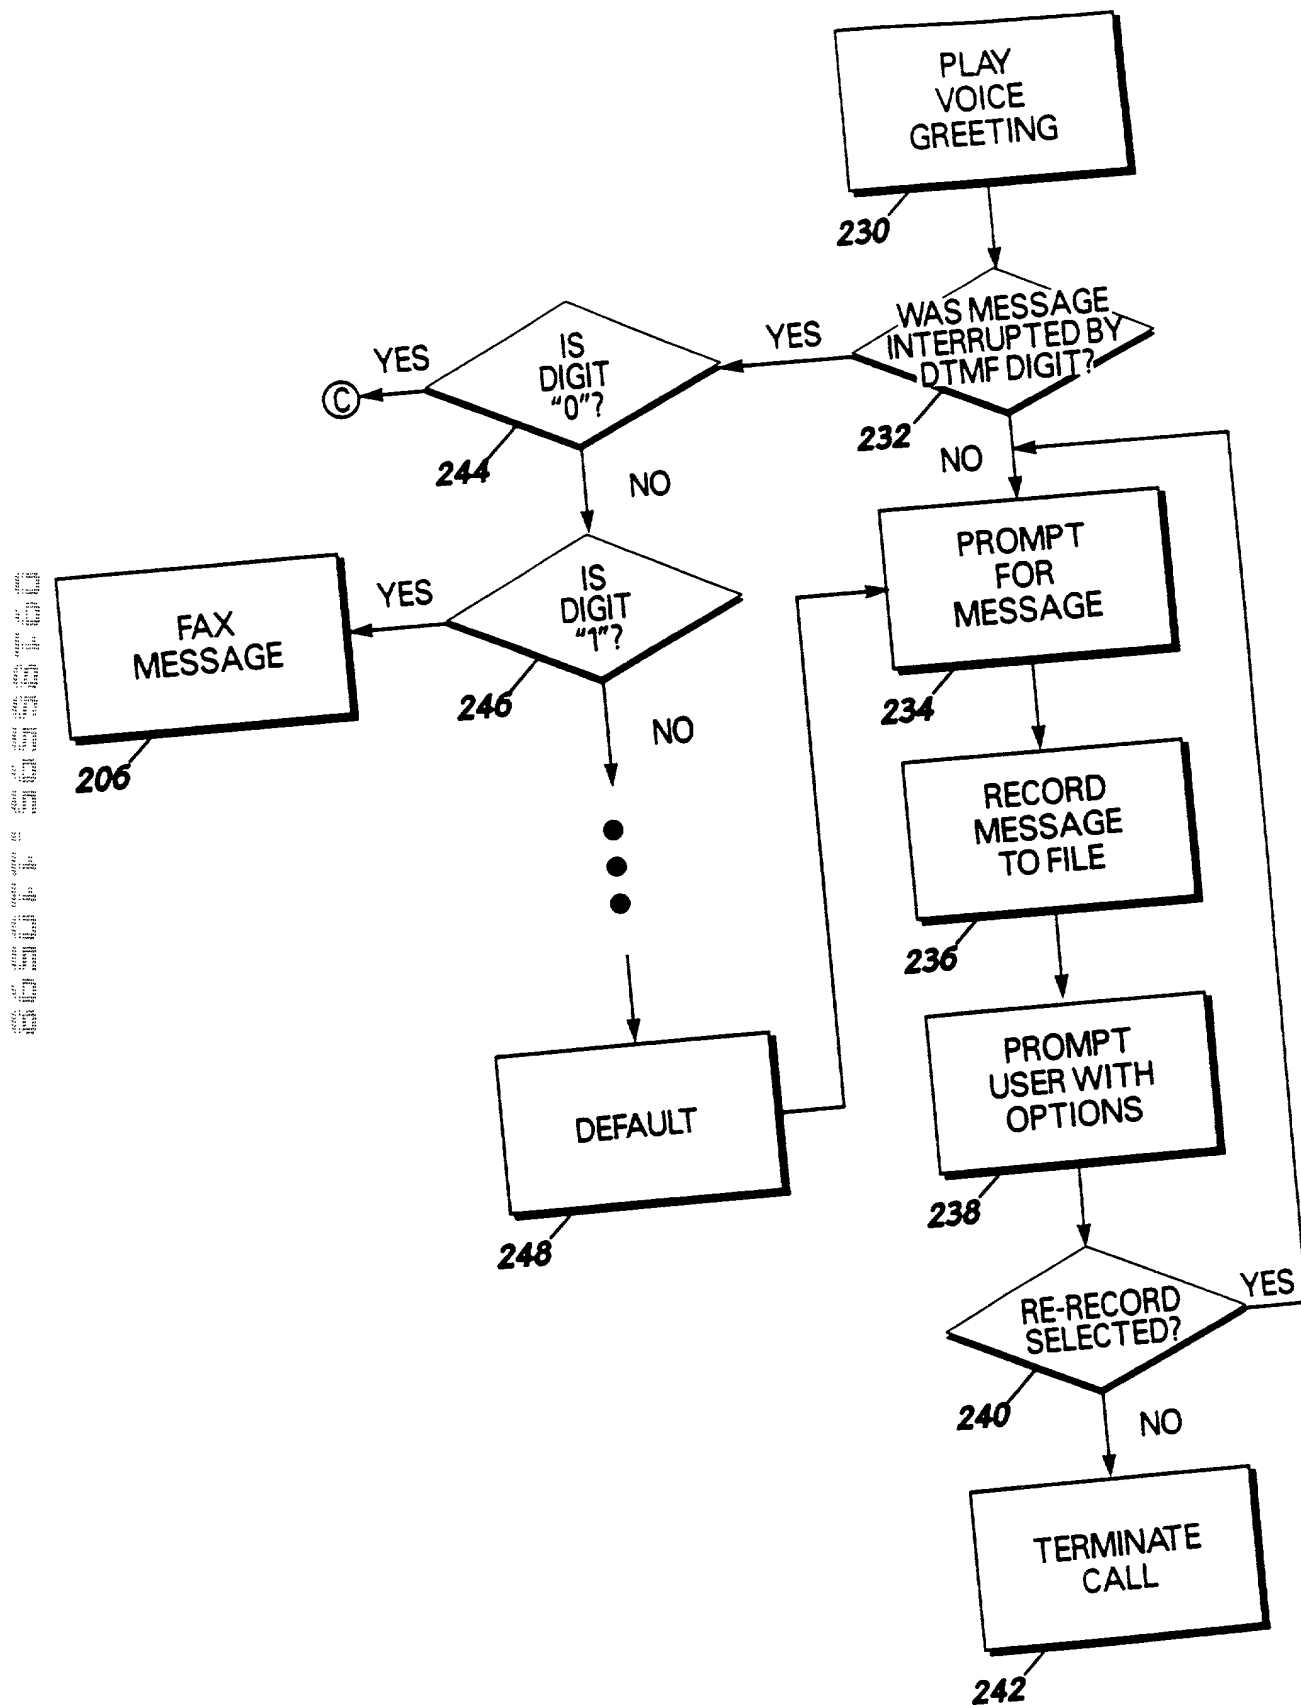 PLAY
VOICE
GREETING
230
WAS MESSAGE
INTERRUPTED BY
DTMF DIGIT?
232
YES
NO
IS
DIGIT
"0"?
244
YES
C
NO
IS
DIGIT
"1"?
246
YES
FAX
MESSAGE
206
NO
DEFAULT
248
PROMPT
FOR
MESSAGE
234
RECORD
MESSAGE
TO FILE
236
PROMPT
USER WITH
OPTIONS
238
RE-RECORD
SELECTED?
240
YES
NO
TERMINATE
CALL
242